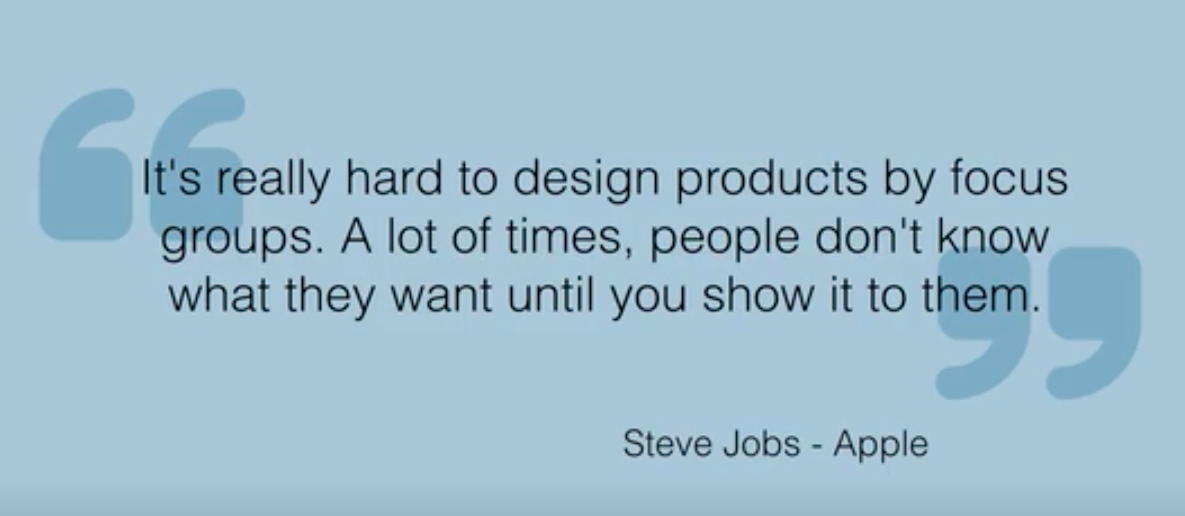 It's really hard to design products by focus
groups. A lot of times, people don't know
what they want until you show it to them.
Steve Jobs - Apple